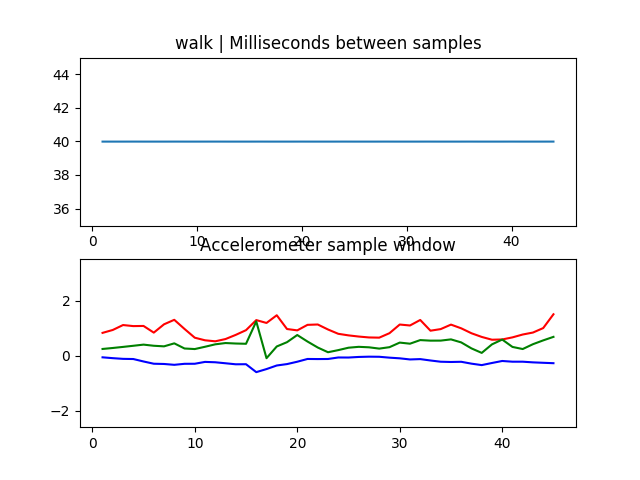 walk | Milliseconds between samples
44
42
40
38
36
0 10 20 30 40
Accelerometer sample window
2
0
−2
0 10 20 30 40